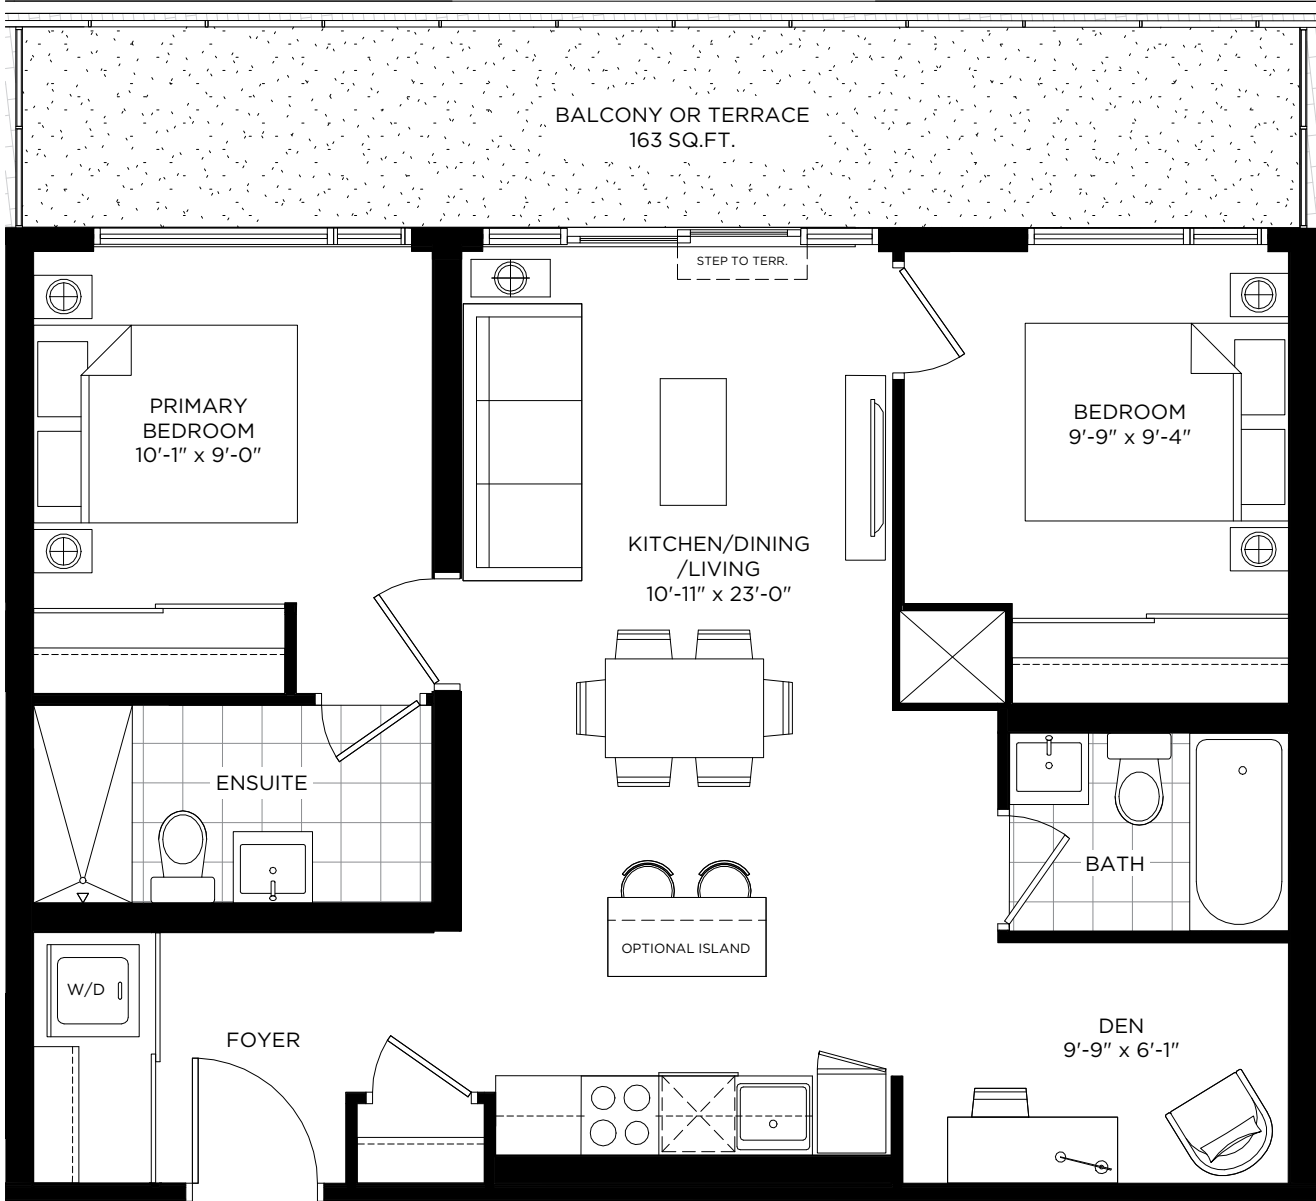 BALCONY OR TERRACE
163 SQ.FT.
STEP TO TERR.
PRIMARY
BEDROOM
10'-1" x 9'-0"
BEDROOM
9'-9" x 9'-4"
KITCHEN/DINING
/LIVING
10'-11" x 23'-0"
ENSUITE
BATH
OPTIONAL ISLAND
W/D
FOYER
DEN
9'-9" x 6'-1"